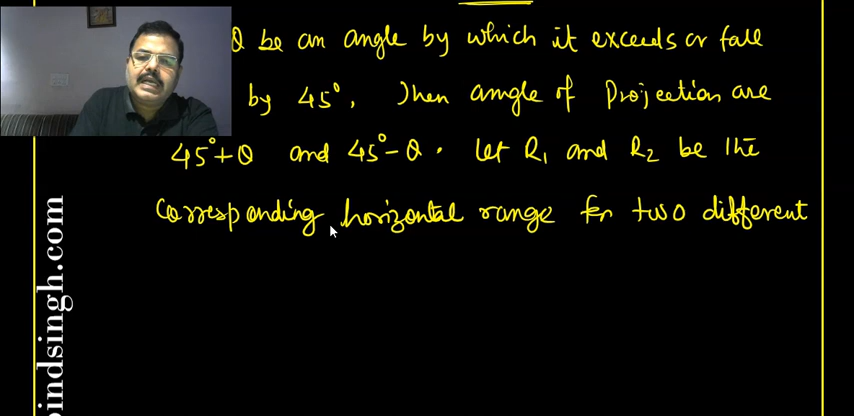 θ be an angle by which it exceeds or fall
by 45°. Then angle of Projection are
45°+θ and 45°-θ. let R1 and R2 be the
Corresponding horizontal range for two different
indsingh.com